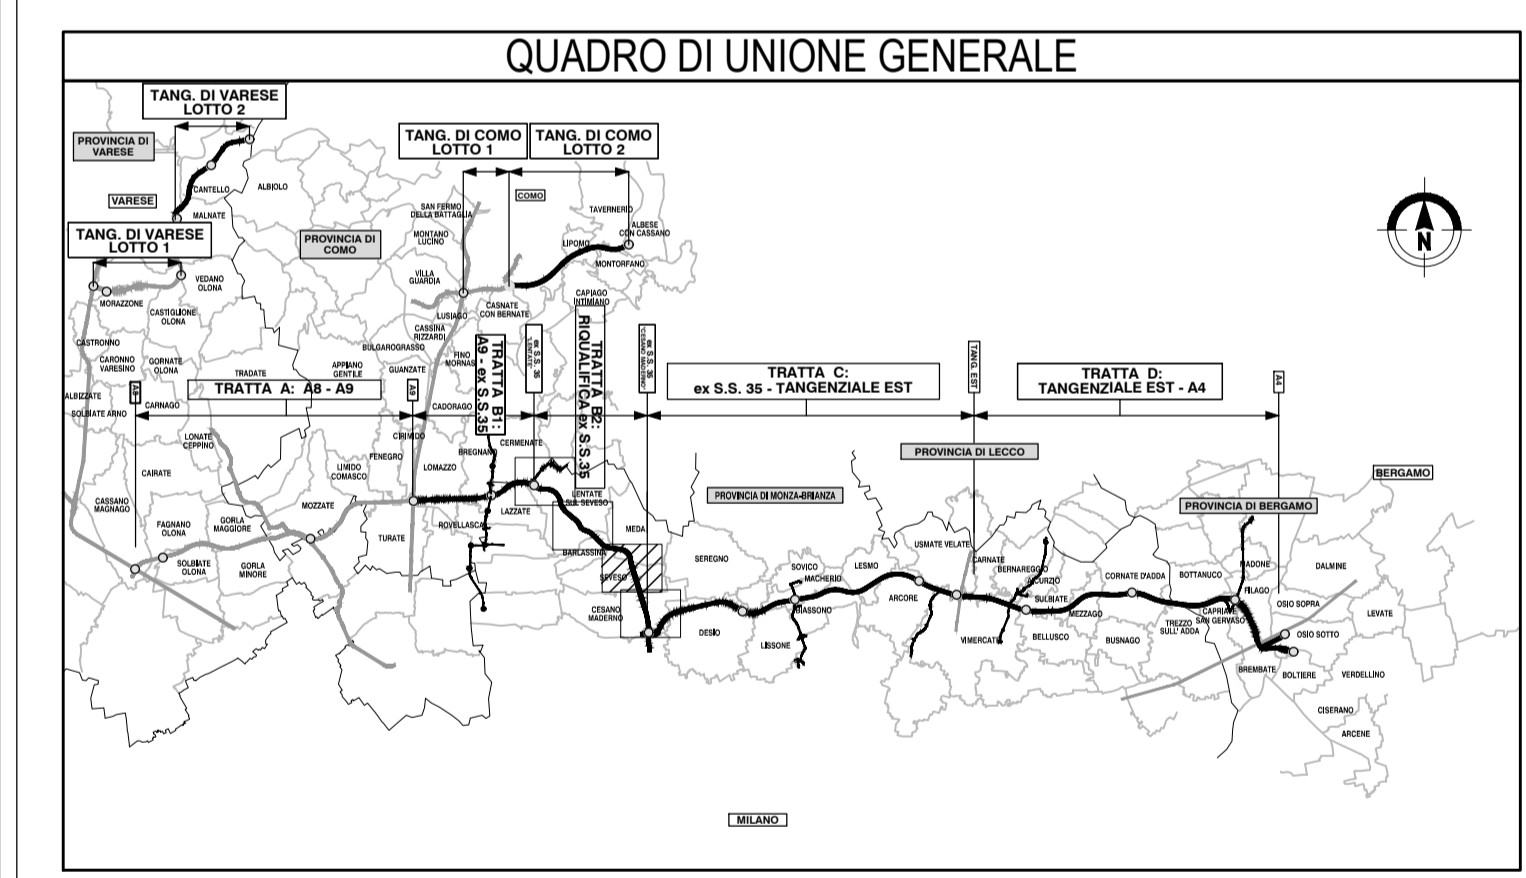 QUADRO DI UNIONE GENERALE
TANG. DI VARESE
LOTTO 2
PROVINCIA DI
VARESE
CANTELLO
ALBIOLO
VARESE
MALNATE
TANG. DI VARESE
LOTTO 1
VEDANO
OLONA
MORAZZONE
CASTIGLIONE
OLONA
PROVINCIA DI
COMO
TANG. DI COMO
LOTTO 1
TANG. DI COMO
LOTTO 2
COMO
SAN FERMO
DELLA BATTAGLIA
MONTANO
LUCINO
VILLA
GUARDIA
TAVERNERIO
ALBESE
CON CASSANO
LIPOMO
MONTORFANO
CAPIAGO
INTIMIANO
CASNATE
CON BERNATE
LUSIAGO
CASSINA
RIZZARDI
BULGAROGRASSO
FINO
MORNAS
GUANZATE
APPIANO
GENTILE
CASTRONNO
CARONNO
VARESINO
GORNATE
OLONA
TRADATE
ALBIZZATE
SOLBIATE ARNO
CARNAGO
A8
TRATTA A: A8 - A9
A9
CADORAGO
TRATTA B1:
A9 - ex S.S.35
ex S.S. 35
"LENTATE"
TRATTA B2:
RIQUALIFICA ex S.S.35
ex S.S. 35
"CESANO MADERNO"
TRATTA C:
ex S.S. 35 - TANGENZIALE EST
TANG. EST
TRATTA D:
TANGENZIALE EST - A4
A4
N
LONATE
CEPPINO
CIRIMIDO
FENEGRO
LIMIDO
COMASCO
LOMAZZO
BREGNANO
CERMENATE
CAIRATE
CASSANO
MAGNAGO
MOZZATE
FAGNANO
OLONA
GORLA
MAGGIORE
ROVELLASCA
LAZZATE
LENTATE
SUL SEVESO
TURATE
SOLBIATE
OLONA
GORLA
MINORE
MEDA
BARLASSINA
SEVESO
CESANO
MADERNO
PROVINCIA DI MONZA-BRIANZA
PROVINCIA DI LECCO
BERGAMO
PROVINCIA DI BERGAMO
SEREGNO
SOVICO
MACHERIO
LESMO
USMATE VELATE
CARNATE
BERNAREGGIO
AICURZIO
SULBIATE
CORNATE D'ADDA
BOTTANUCO
MADONE
FILAGO
DALMINE
OSIO SOPRA
LEVATE
DESIO
BIASSONO
LISSONE
ARCORE
VIMERCATE
MEZZAGO
BELLUSCO
BUSNAGO
TREZZO
SULL' ADDA
CAPRIATE
SAN GERVASO
OSIO SOTTO
BREMBATE
BOLTIERE
VERDELLINO
CISERANO
ARCENE
MILANO